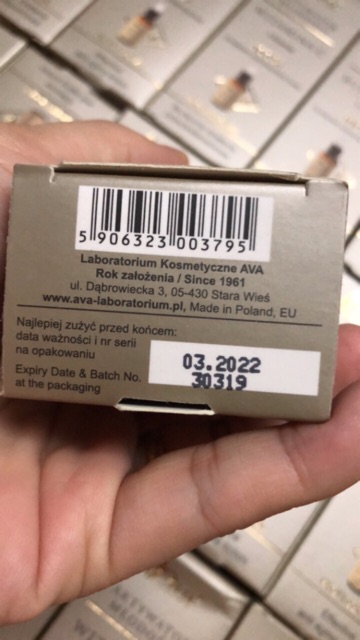 5 906323 003795
Laboratorium Kosmetyczne AVA
Rok założenia / Since 1961
ul. Dąbrowiecka 3, 05-430 Stara Wieś
www.ava-laboratorium.pl, Made in Poland, EU
Najlepiej zużyć przed końcem:
data ważności i nr serii
na opakowaniu
Expiry Date & Batch No.
at the packaging
03.2022
30319